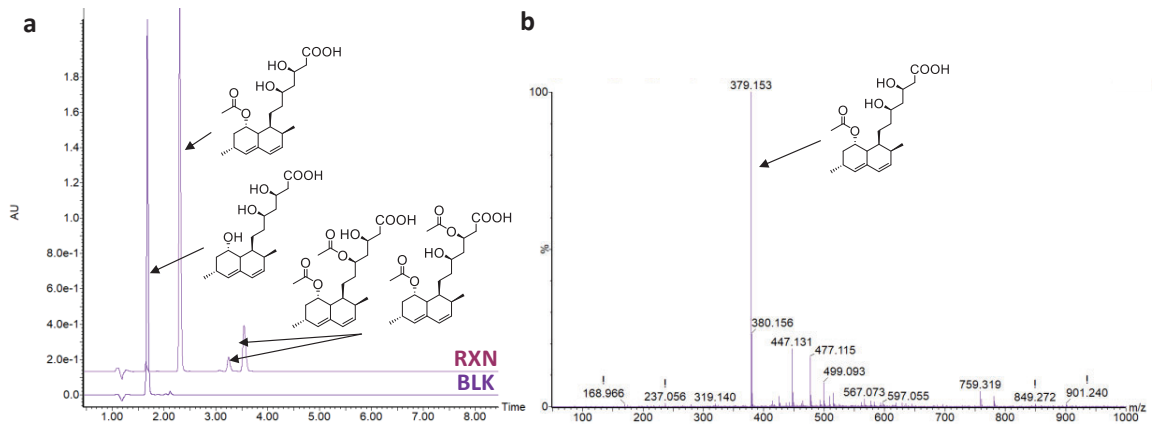 a
AU
1.8
1.6
1.4
1.2
1.0
8.0e-1
6.0e-1
4.0e-1
2.0e-1
0.0
1.00 2.00 3.00 4.00 5.00 6.00 7.00 8.00 Time
COOH
HO
HO
O
O
COOH
HO
HO
OH
COOH
HO
O
O
O
O
COOH
O
O
HO
O
O
RXN
BLK
b
100
%
0
379.153
380.156
447.131
477.115
499.093
! 168.966
! 237.056
319.140
567.073
597.055
759.319
! 849.272
! 901.240
100 200 300 400 500 600 700 800 900 1000 m/z
COOH
HO
HO
O
O